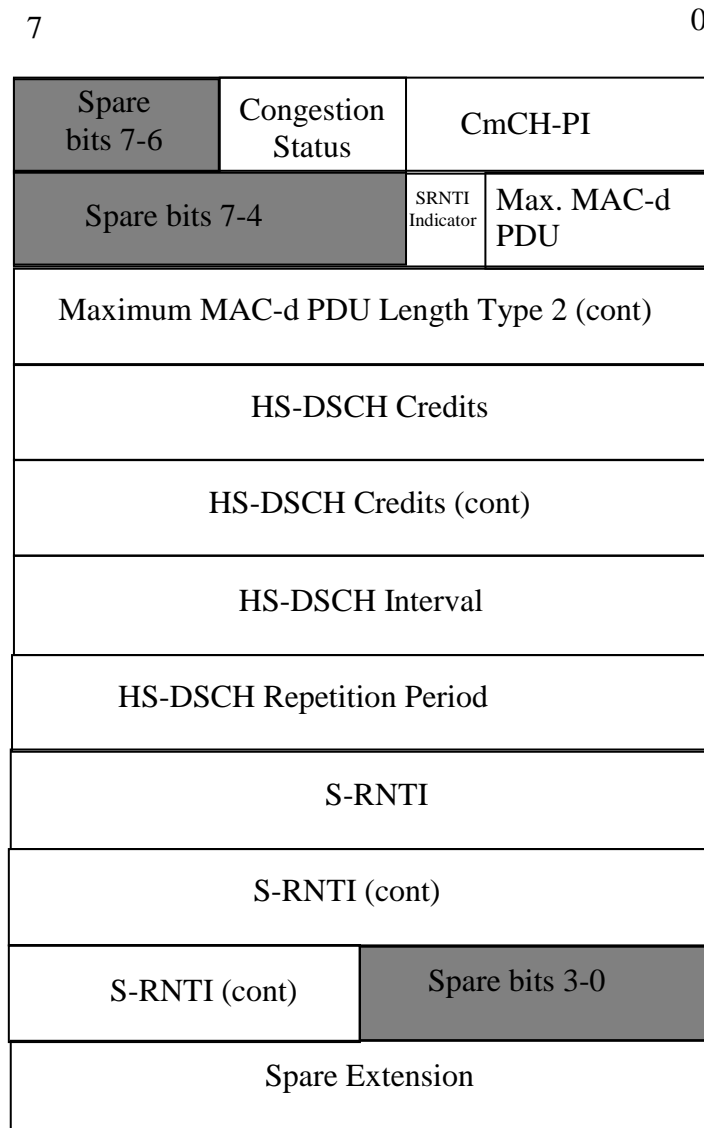 7 0
Spare
bits 7-6
Congestion
Status
CmCH-PI
Spare bits 7-4
SRNTI
Indicator
Max. MAC-d
PDU
Maximum MAC-d PDU Length Type 2 (cont)
HS-DSCH Credits
HS-DSCH Credits (cont)
HS-DSCH Interval
HS-DSCH Repetition Period
S-RNTI
S-RNTI (cont)
S-RNTI (cont)
Spare bits 3-0
Spare Extension